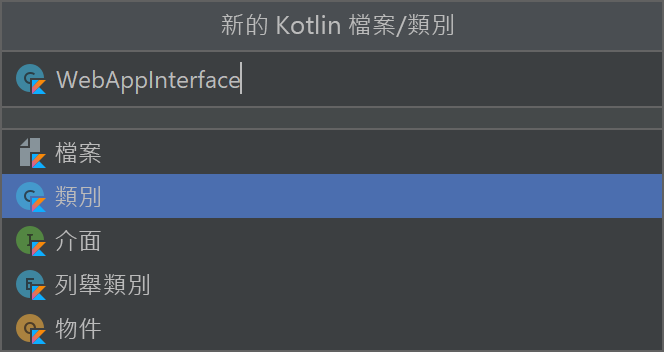 新的 Kotlin 檔案/類別
WebAppInterface
檔案
類別
介面
列舉類別
物件